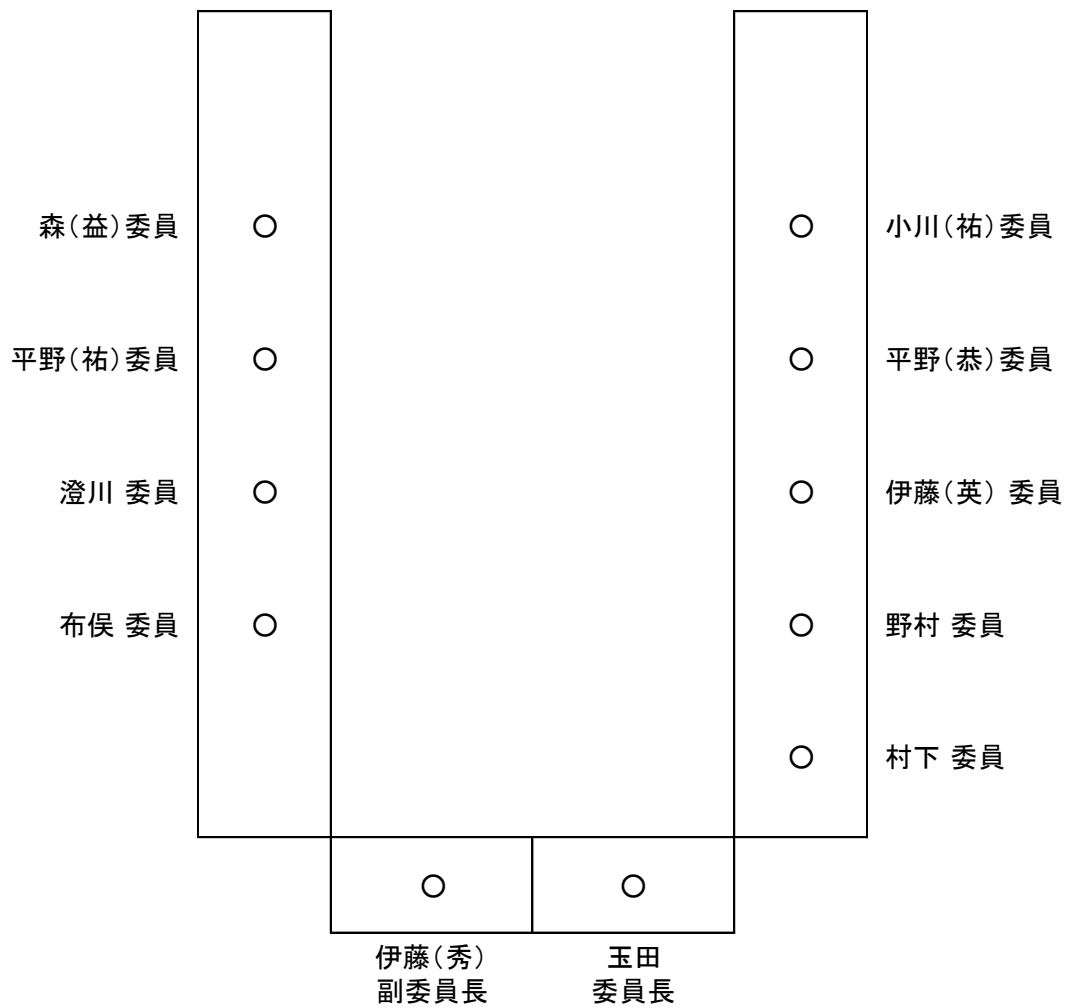 森（益）委員
小川（祐）委員
平野（祐）委員
平野（恭）委員
澄川 委員
伊藤（英） 委員
布俣 委員
野村 委員
村下 委員
伊藤（秀）
副委員長
玉田
委員長